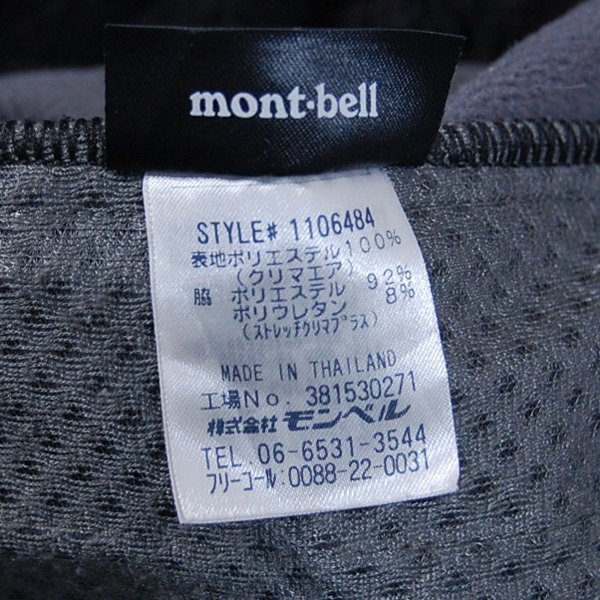 mont-bell
STYLE# 1106484
表地ポリエステル100%
(クリマエア)
脇 ポリエステル 92%
ポリウレタン 8%
(ストレッチクリマプラス)
MADE IN THAILAND
工場No. 381530271
株式会社 モンベル
TEL. 06-6531-3544
フリーコール: 0088-22-0031